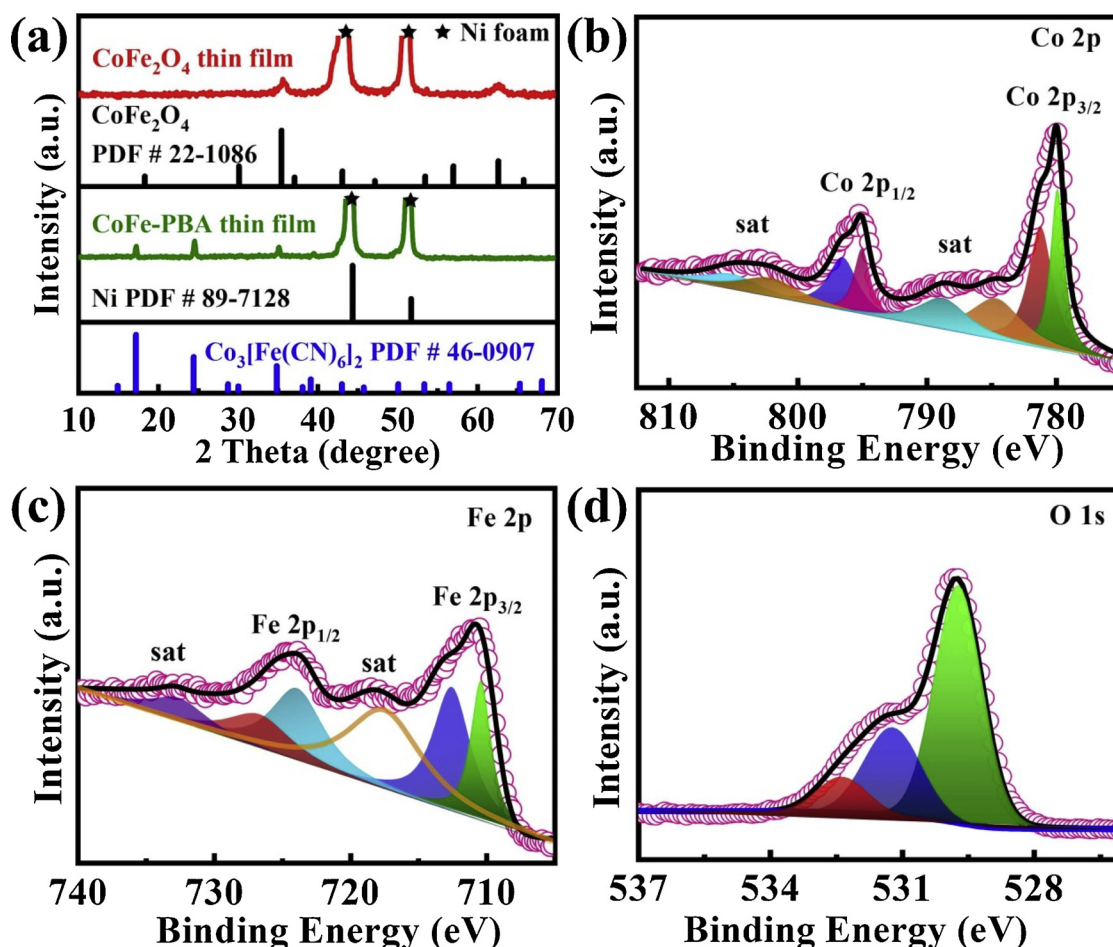 (a)
★ Ni foam
CoFe₂O₄ thin film
CoFe₂O₄
PDF # 22-1086
CoFe-PBA thin film
Ni PDF # 89-7128
Co₃[Fe(CN)₆]₂ PDF # 46-0907
Intensity (a.u.)
10 20 30 40 50 60 70
2 Theta (degree)
(b)
Co 2p
Co 2p₃/₂
Co 2p₁/₂
sat
sat
Intensity (a.u.)
810 800 790 780
Binding Energy (eV)
(c)
Fe 2p
Fe 2p₃/₂
Fe 2p₁/₂
sat
sat
Intensity (a.u.)
740 730 720 710
Binding Energy (eV)
(d)
O 1s
Intensity (a.u.)
537 534 531 528
Binding Energy (eV)